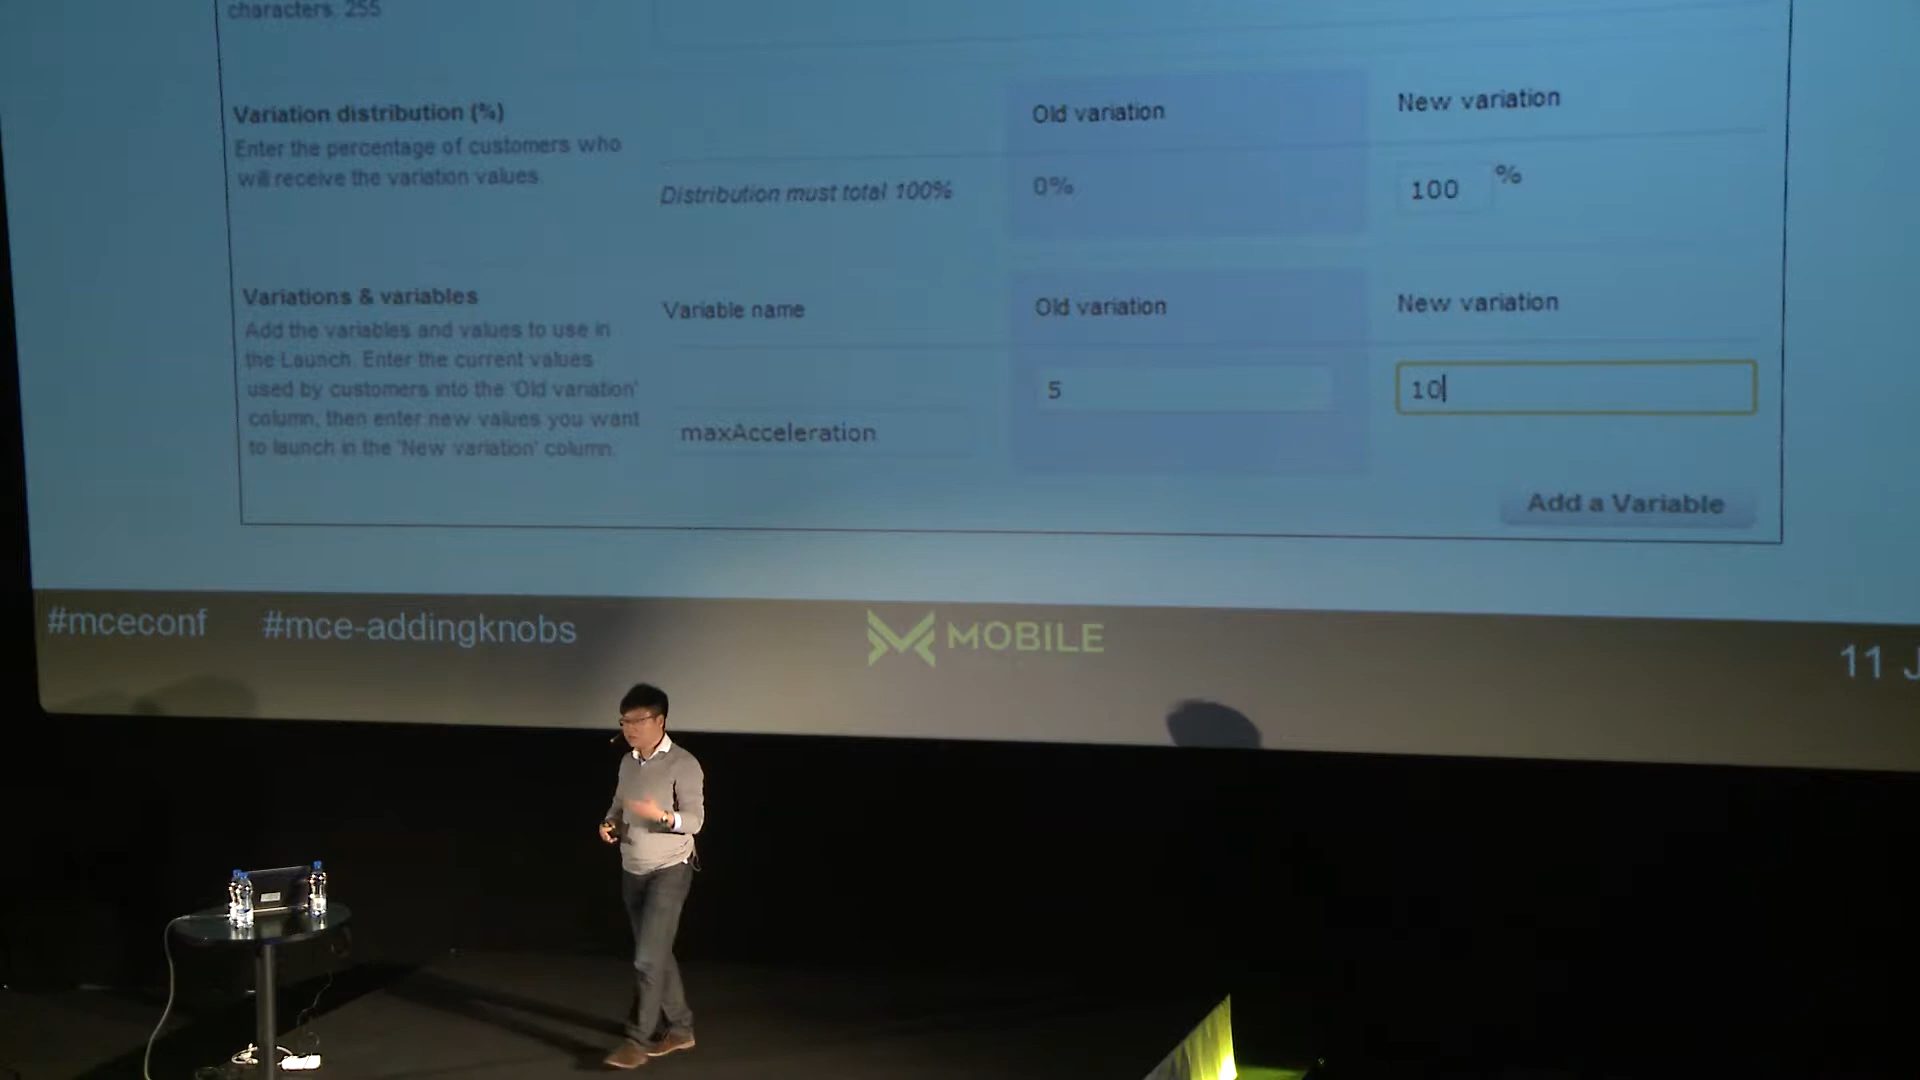 characters: 255
Variation distribution (%)
Enter the percentage of customers who
will receive the variation values
Distribution must total 100%
Old variation
New variation
0%
100 %
Variations & variables
Add the variables and values to use in
the Launch. Enter the current values
used by customers into the 'Old variation'
column, then enter new values you want
to launch in the 'New variation' column.
Variable name
Old variation
New variation
maxAcceleration
5
10
Add a Variable
#mceconf #mce-addingknobs
MOBILE
11 J